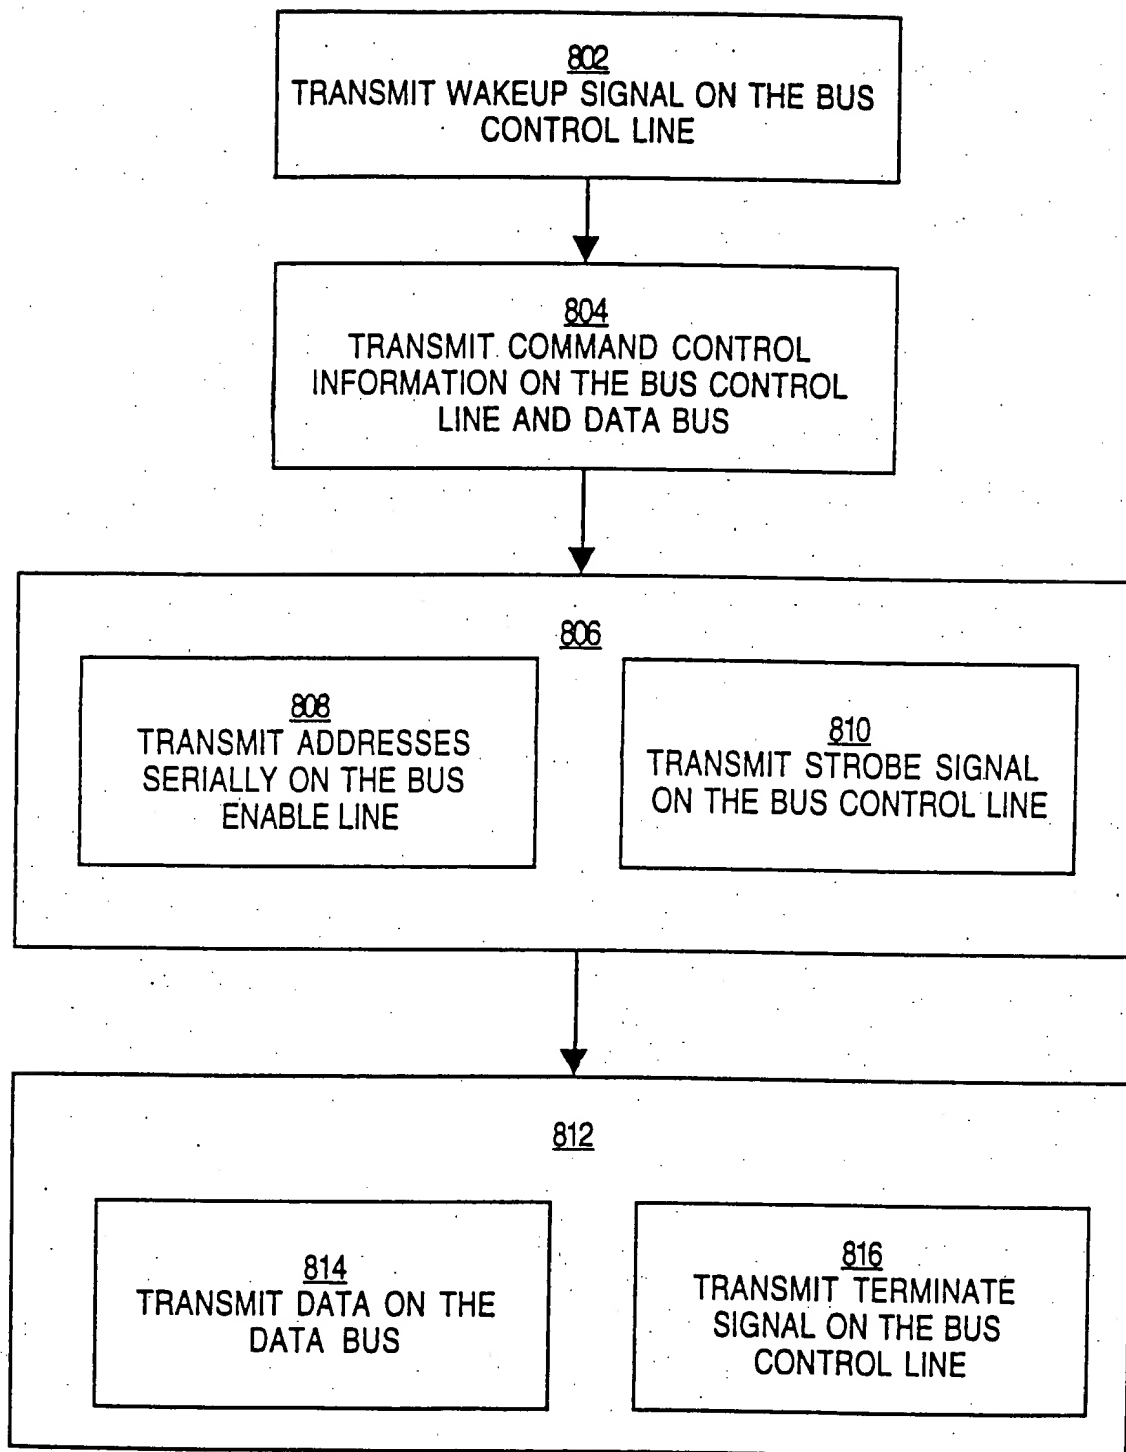 802
TRANSMIT WAKEUP SIGNAL ON THE BUS
CONTROL LINE
804
TRANSMIT COMMAND CONTROL
INFORMATION ON THE BUS CONTROL
LINE AND DATA BUS
806
808
TRANSMIT ADDRESSES
SERIALLY ON THE BUS
ENABLE LINE
810
TRANSMIT STROBE SIGNAL
ON THE BUS CONTROL LINE
812
814
TRANSMIT DATA ON THE
DATA BUS
816
TRANSMIT TERMINATE
SIGNAL ON THE BUS
CONTROL LINE